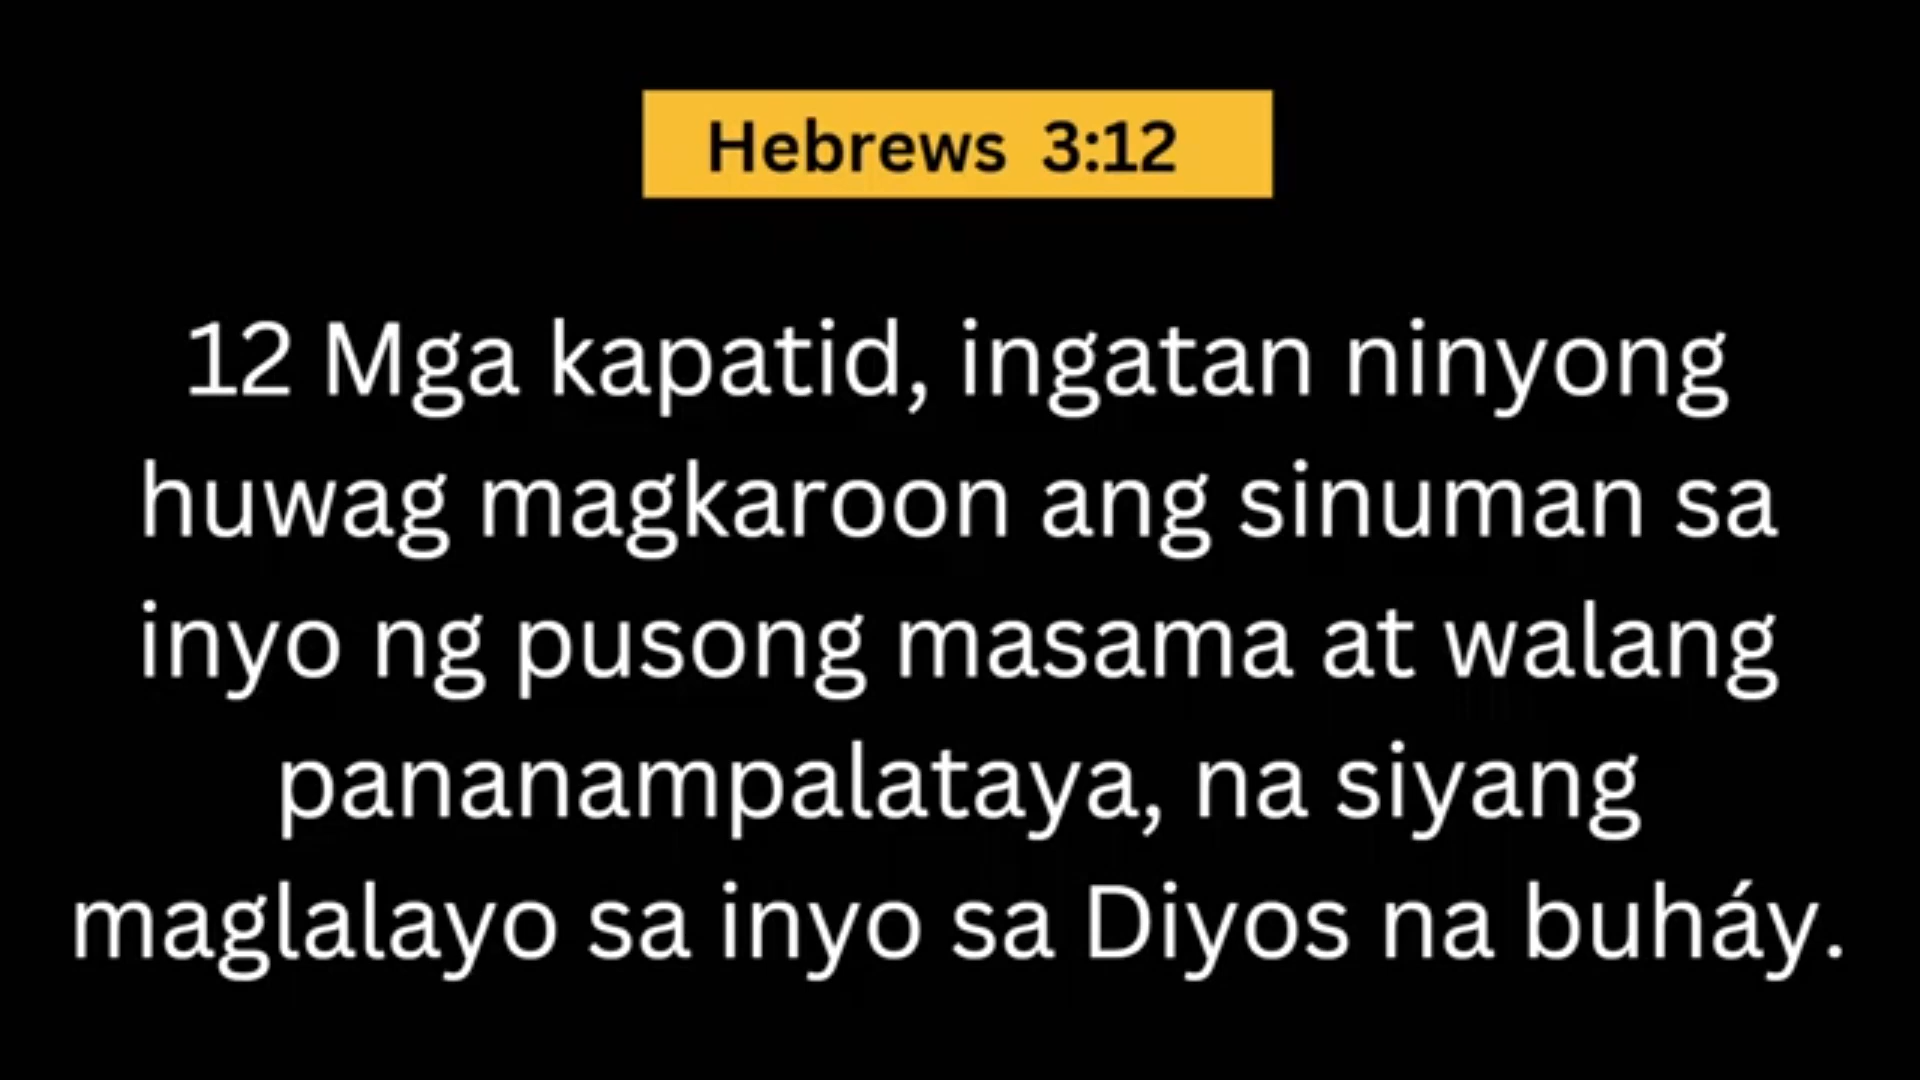 Hebrews 3:12
12 Mga kapatid, ingatan ninyong
huwag magkaroon ang sinuman sa
inyo ng pusong masama at walang
pananampalataya, na siyang
maglalayo sa inyo sa Diyos na buháy.